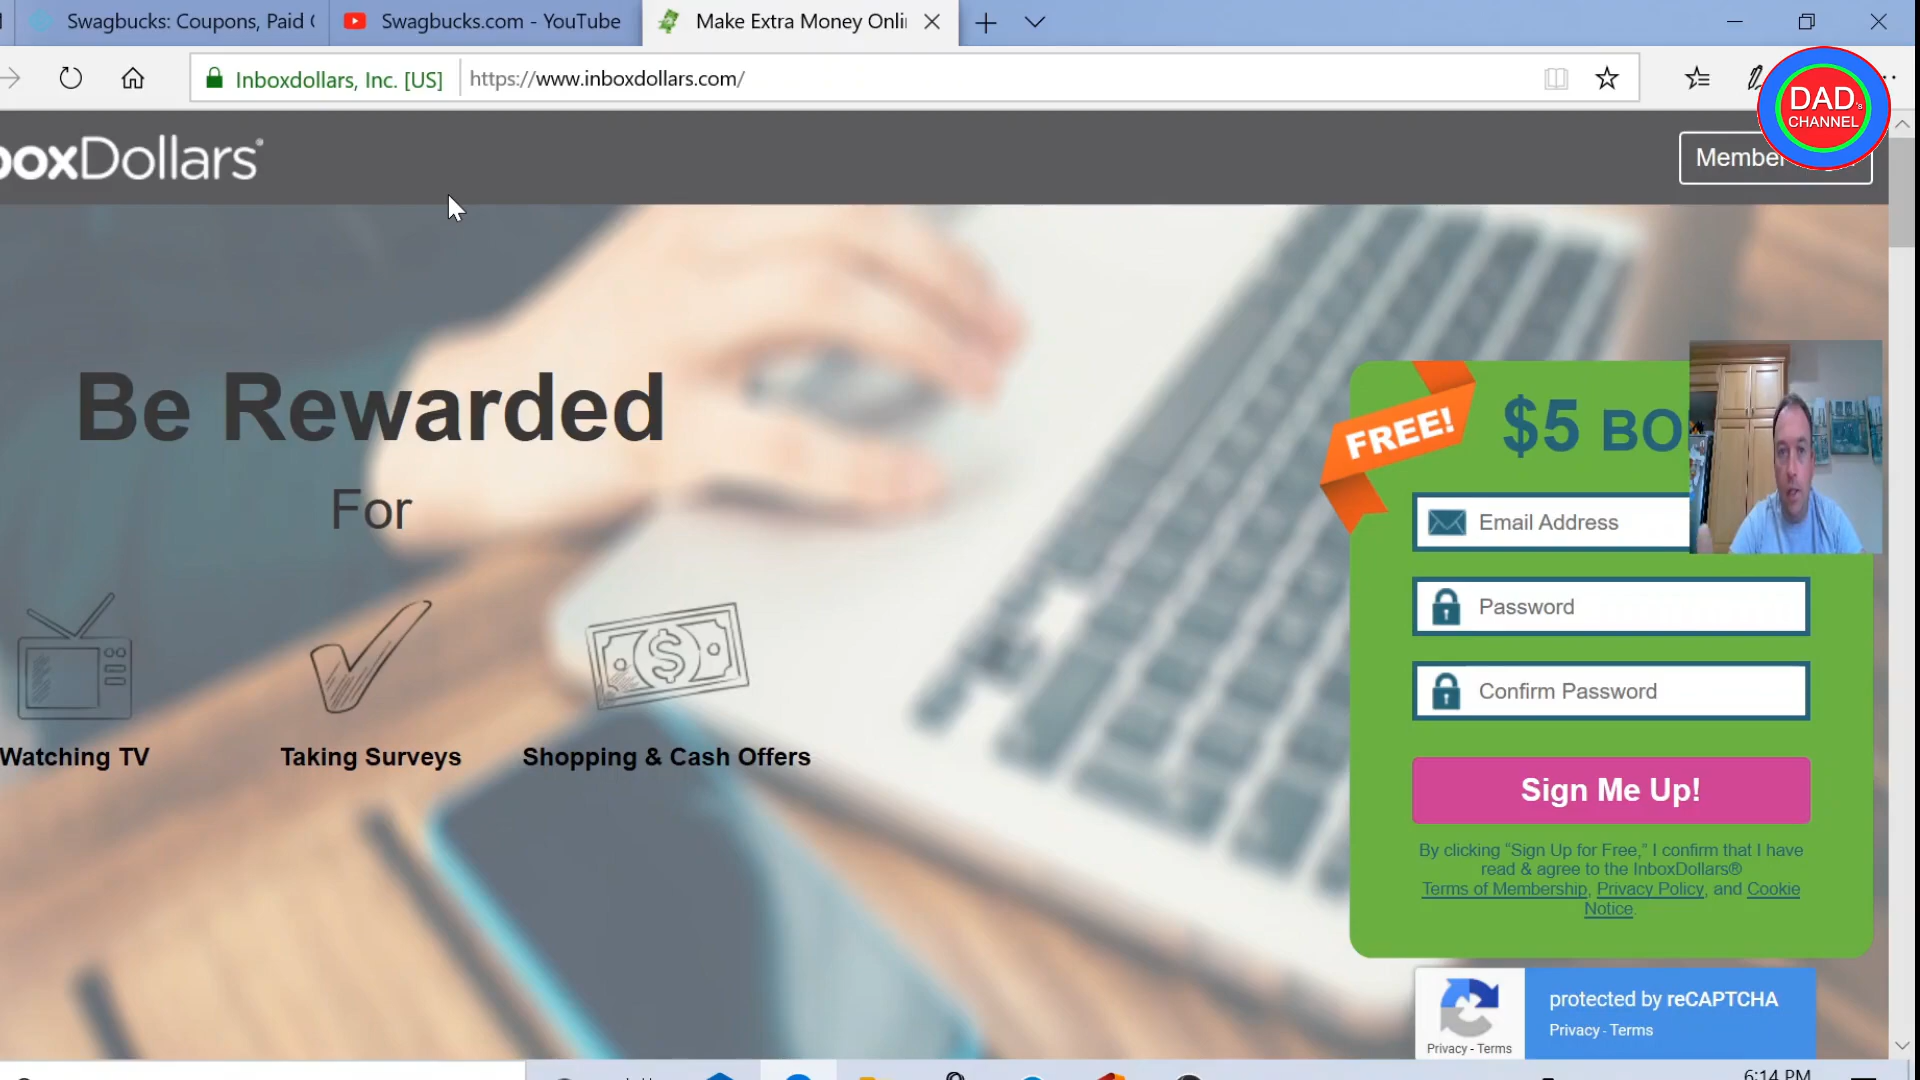 Swagbucks: Coupons, Paid
Swagbucks.com - YouTube
Make Extra Money Onli
Inboxdollars, Inc. [US]
https://www.inboxdollars.com/
DAD's
CHANNEL
boxDollars
Member
Be Rewarded
For
Watching TV
Taking Surveys
Shopping & Cash Offers
FREE!
$5 BO
Email Address
Password
Confirm Password
Sign Me Up!
By clicking “Sign Up for Free,” I confirm that I have
read & agree to the InboxDollars®
Terms of Membership, Privacy Policy, and Cookie
Notice.
protected by reCAPTCHA
Privacy - Terms
Privacy - Terms
6:14 PM